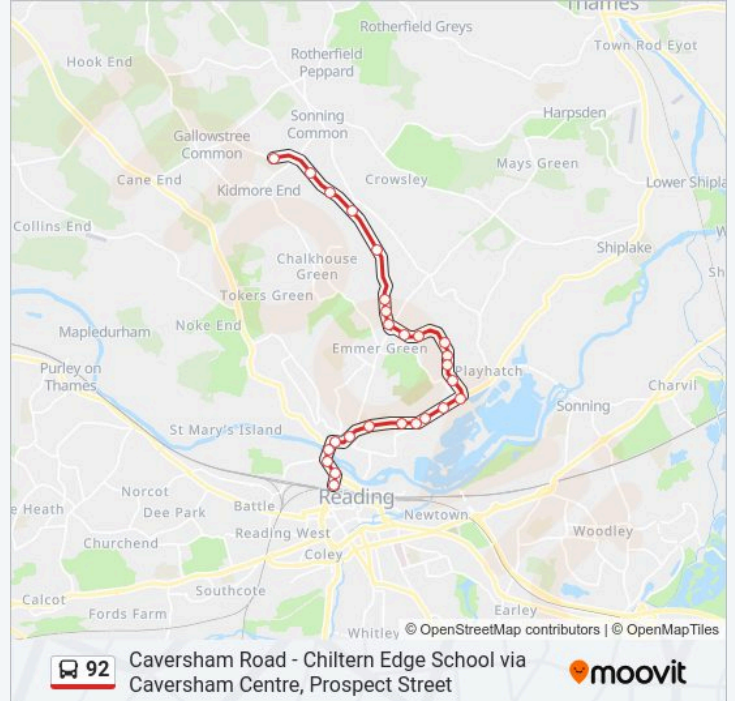 Thames
Rotherfield Greys
Town Rod Eyot
Hook End
Rotherfield
Peppard
Harpsden
Sonning
Common
Gallowstree
Common
Mays Green
Cane End
Crowsley
Lower Shipla
Kidmore End
Collins End
Shiplake
W
Chalkhouse
Green
Sh
Tokers Green
Noke End
Mapledurham
Emmer Green
Playhatch
Purley on
Thames
Charvil
Sonning
St Mary's Island
Norcot
Reading
e Heath
Dee Park
Battle
Newtown
Reading West
Woodley
Churchend
Coley
Southcote
Calcot
Earley
Fords Farm
Whitley
© OpenStreetMap contributors | © OpenMapTiles
92
Caversham Road - Chiltern Edge School via
Caversham Centre, Prospect Street
moovit